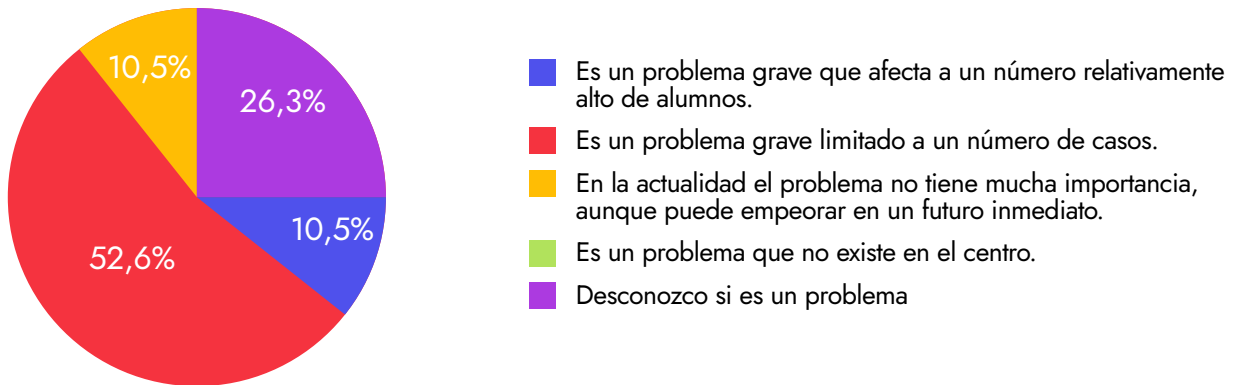 10,5%
26,3%
10,5%
52,6%
Es un problema grave que afecta a un número relativamente
alto de alumnos.
Es un problema grave limitado a un número de casos.
En la actualidad el problema no tiene mucha importancia,
aunque puede empeorar en un futuro inmediato.
Es un problema que no existe en el centro.
Desconozco si es un problema